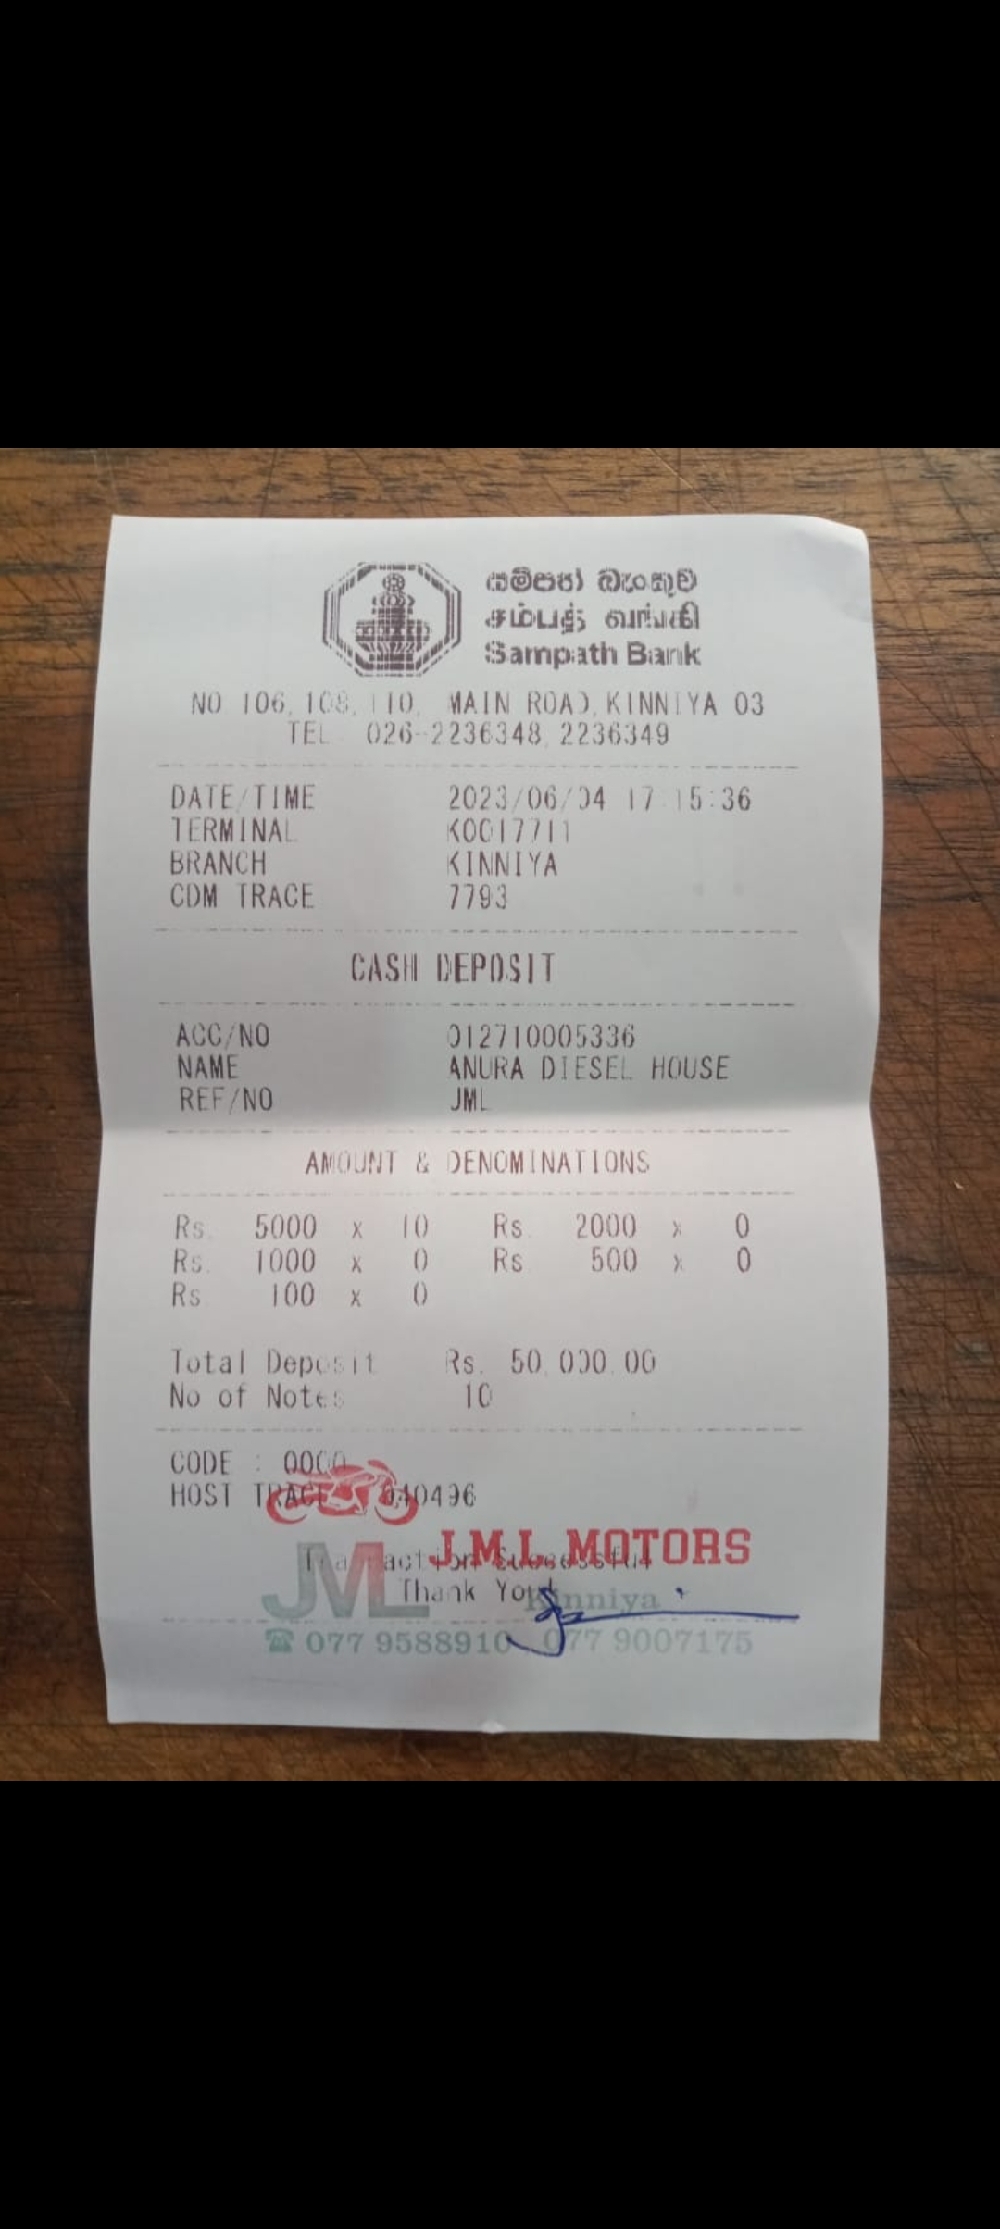 සම්පත් බැංකුව
சம்பத் வங்கி
Sampath Bank
NO 106, 108, 110, MAIN ROAD, KINNIYA 03
TEL 026-2236348, 2236349
DATE/TIME 2023/06/04 17:15:36
TERMINAL K0017711
BRANCH KINNIYA
CDM TRACE 7793
CASH DEPOSIT
ACC/NO 012710005336
NAME ANURA DIESEL HOUSE
REF/NO JML
AMOUNT & DENOMINATIONS
Rs. 5000 x 10 Rs. 2000 x 0
Rs. 1000 x 0 Rs 500 x 0
Rs 100 x 0
Total Deposit Rs. 50,000.00
No of Notes 10
CODE : 0000
HOST TRACE 040496
J.M.L. MOTORS
Transaction Successful
JML
Thank You!
Kinniya
☎ 077 9588910, 077 9007175